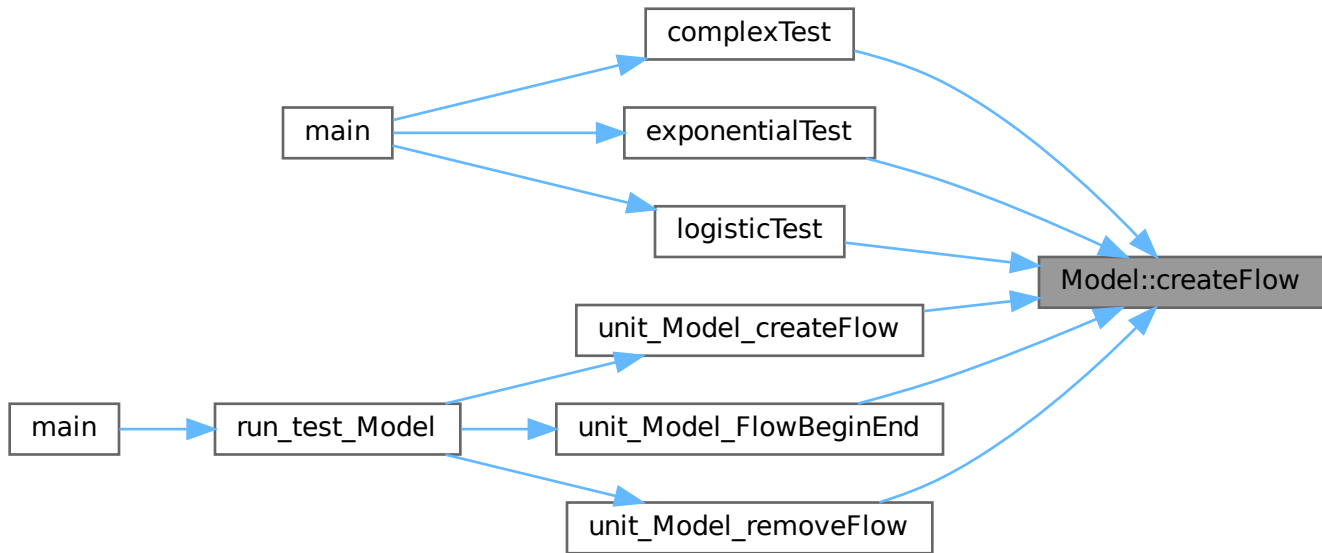 complexTest
main
exponentialTest
logisticTest
Model::createFlow
unit_Model_createFlow
main
run_test_Model
unit_Model_FlowBeginEnd
unit_Model_removeFlow